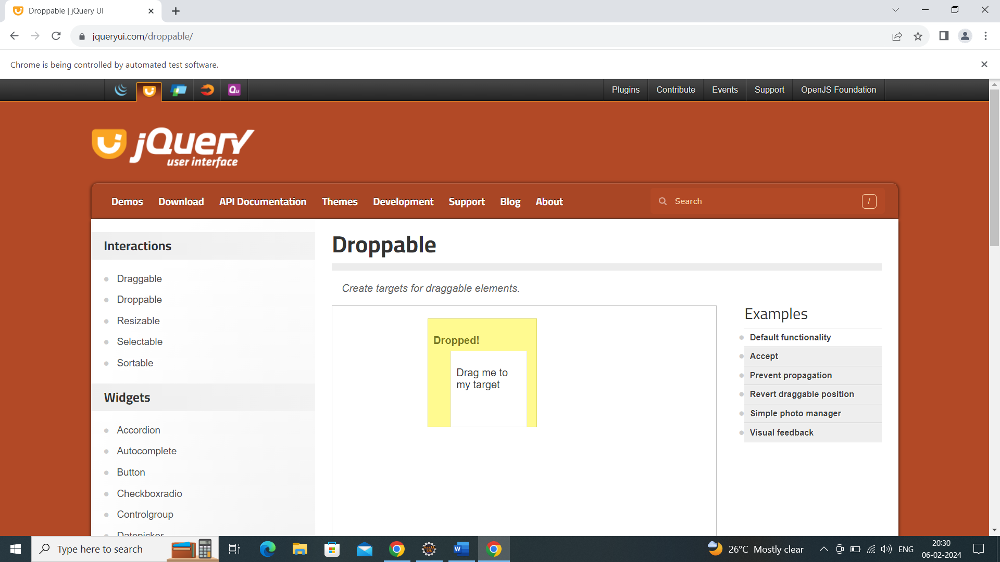 Droppable | jQuery UI
jqueryui.com/droppable/
Chrome is being controlled by automated test software.
Qu
Plugins
Contribute
Events
Support
OpenJS Foundation
jQuery
user interface
Demos
Download
API Documentation
Themes
Development
Support
Blog
About
Search
/
Interactions
Draggable
Droppable
Resizable
Selectable
Sortable
Widgets
Accordion
Autocomplete
Button
Checkboxradio
Controlgroup
Datepicker
Droppable
Create targets for draggable elements.
Dropped!
Drag me to
my target
Examples
Default functionality
Accept
Prevent propagation
Revert draggable position
Simple photo manager
Visual feedback
Type here to search
W
26°C Mostly clear
ENG
20:30
06-02-2024